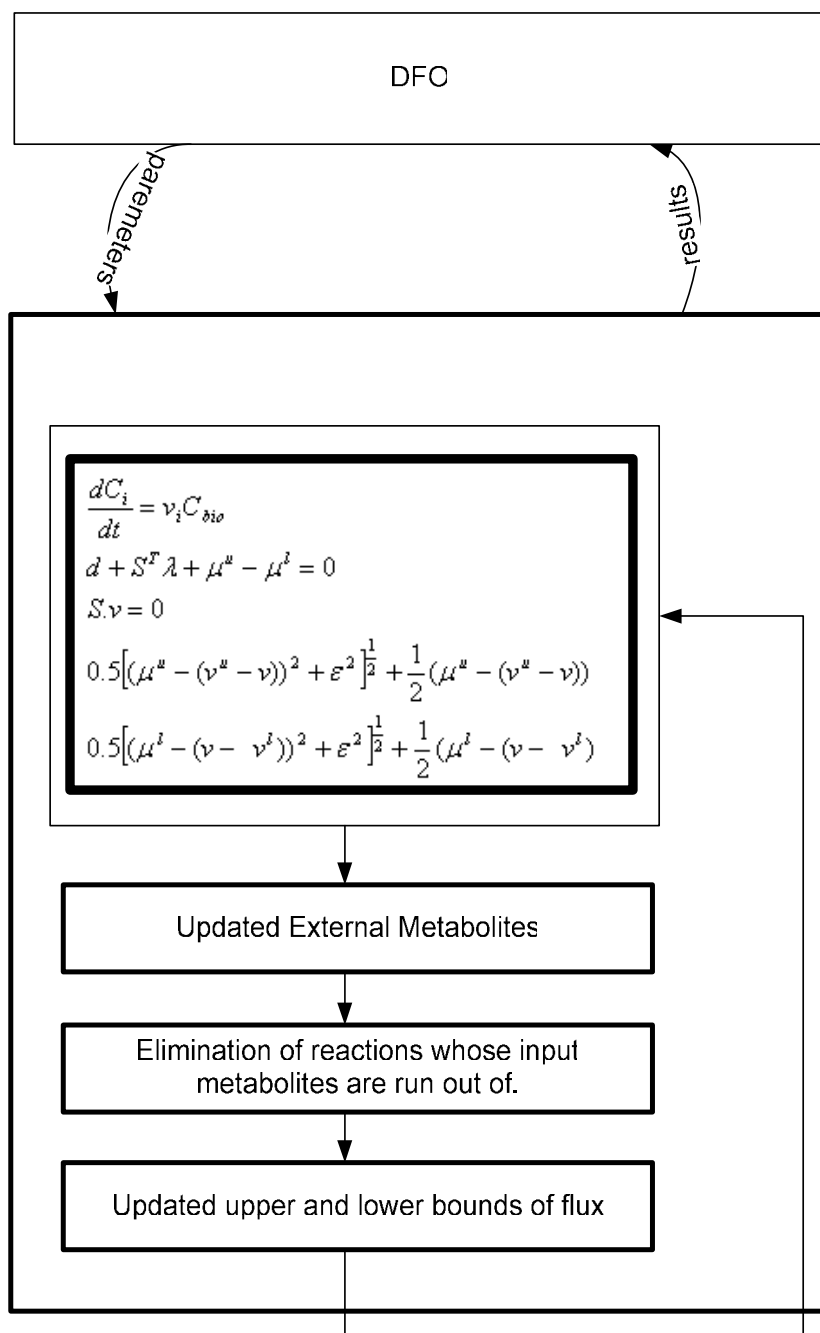 DFO
paremeters
results
dC_i/dt = v_i C_bio
d + S^T λ + μ^u − μ^l = 0
S.v = 0
0.5[(μ^u − (v^u − v))^2 + ε^2]^{1/2} + 1/2(μ^u − (v^u − v))
0.5[(μ^l − (v − v^l))^2 + ε^2]^{1/2} + 1/2(μ^l − (v − v^l)
Updated External Metabolites
Elimination of reactions whose input
metabolites are run out of.
Updated upper and lower bounds of flux